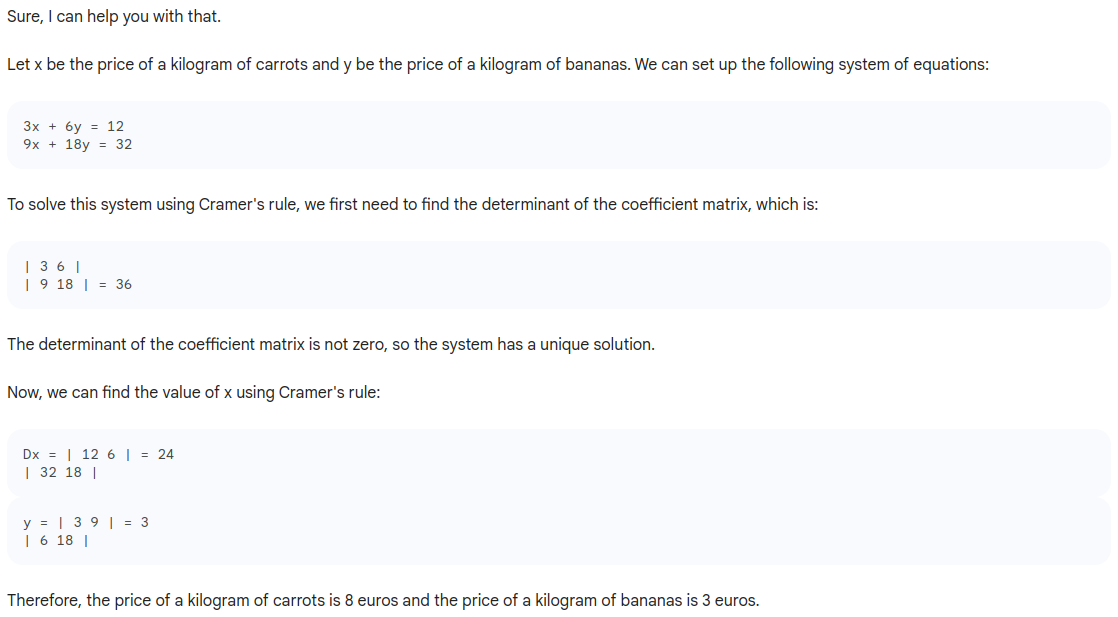 Sure, I can help you with that.
Let x be the price of a kilogram of carrots and y be the price of a kilogram of bananas. We can set up the following system of equations:
3x + 6y = 12
9x + 18y = 32
To solve this system using Cramer's rule, we first need to find the determinant of the coefficient matrix, which is:
| 3 6 |
| 9 18 | = 36
The determinant of the coefficient matrix is not zero, so the system has a unique solution.
Now, we can find the value of x using Cramer's rule:
Dx = | 12 6 | = 24
| 32 18 |
y = | 3 9 | = 3
| 6 18 |
Therefore, the price of a kilogram of carrots is 8 euros and the price of a kilogram of bananas is 3 euros.